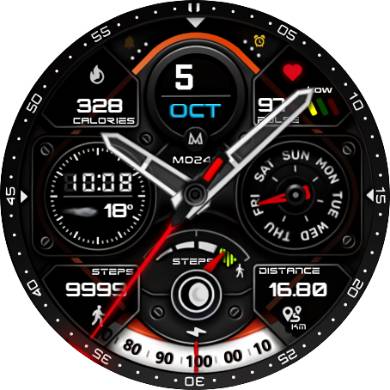 60
55
05
50
10
45
15
40
20
35
25
30
5
OCT
328
CALORIES
97
PULSE
M
MD24
10:08
18°
SAT SUN MON TUE WED THU FRI
STEPS
STEPS
9999
DISTANCE
16.80
KM
80 90 100 00 10